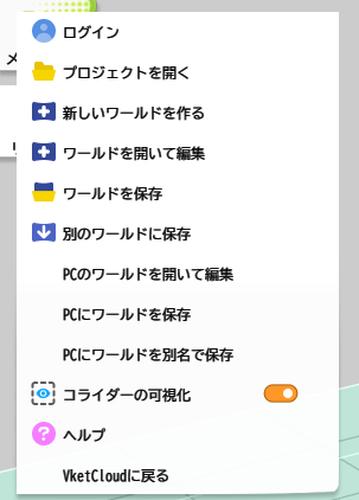 ログイン
プロジェクトを開く
新しいワールドを作る
ワールドを開いて編集
ワールドを保存
別のワールドに保存
PCのワールドを開いて編集
PCにワールドを保存
PCにワールドを別名で保存
コライダーの可視化
ヘルプ
VketCloudに戻る